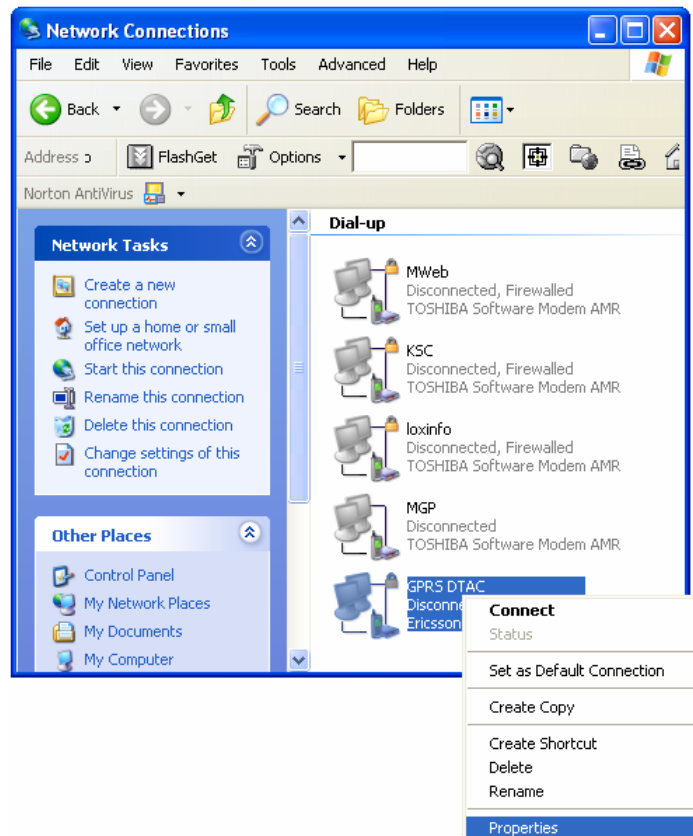 Network Connections
File Edit View Favorites Tools Advanced Help
Back Search Folders
Address FlashGet Options
Norton AntiVirus
Network Tasks
Create a new
connection
Set up a home or small
office network
Start this connection
Rename this connection
Delete this connection
Change settings of this
connection
Other Places
Control Panel
My Network Places
My Documents
My Computer
Dial-up
MWeb
Disconnected, Firewalled
TOSHIBA Software Modem AMR
KSC
Disconnected, Firewalled
TOSHIBA Software Modem AMR
loxinfo
Disconnected, Firewalled
TOSHIBA Software Modem AMR
MGP
Disconnected
TOSHIBA Software Modem AMR
GPRS DTAC
Disconne
Ericsson
Connect
Status
Set as Default Connection
Create Copy
Create Shortcut
Delete
Rename
Properties